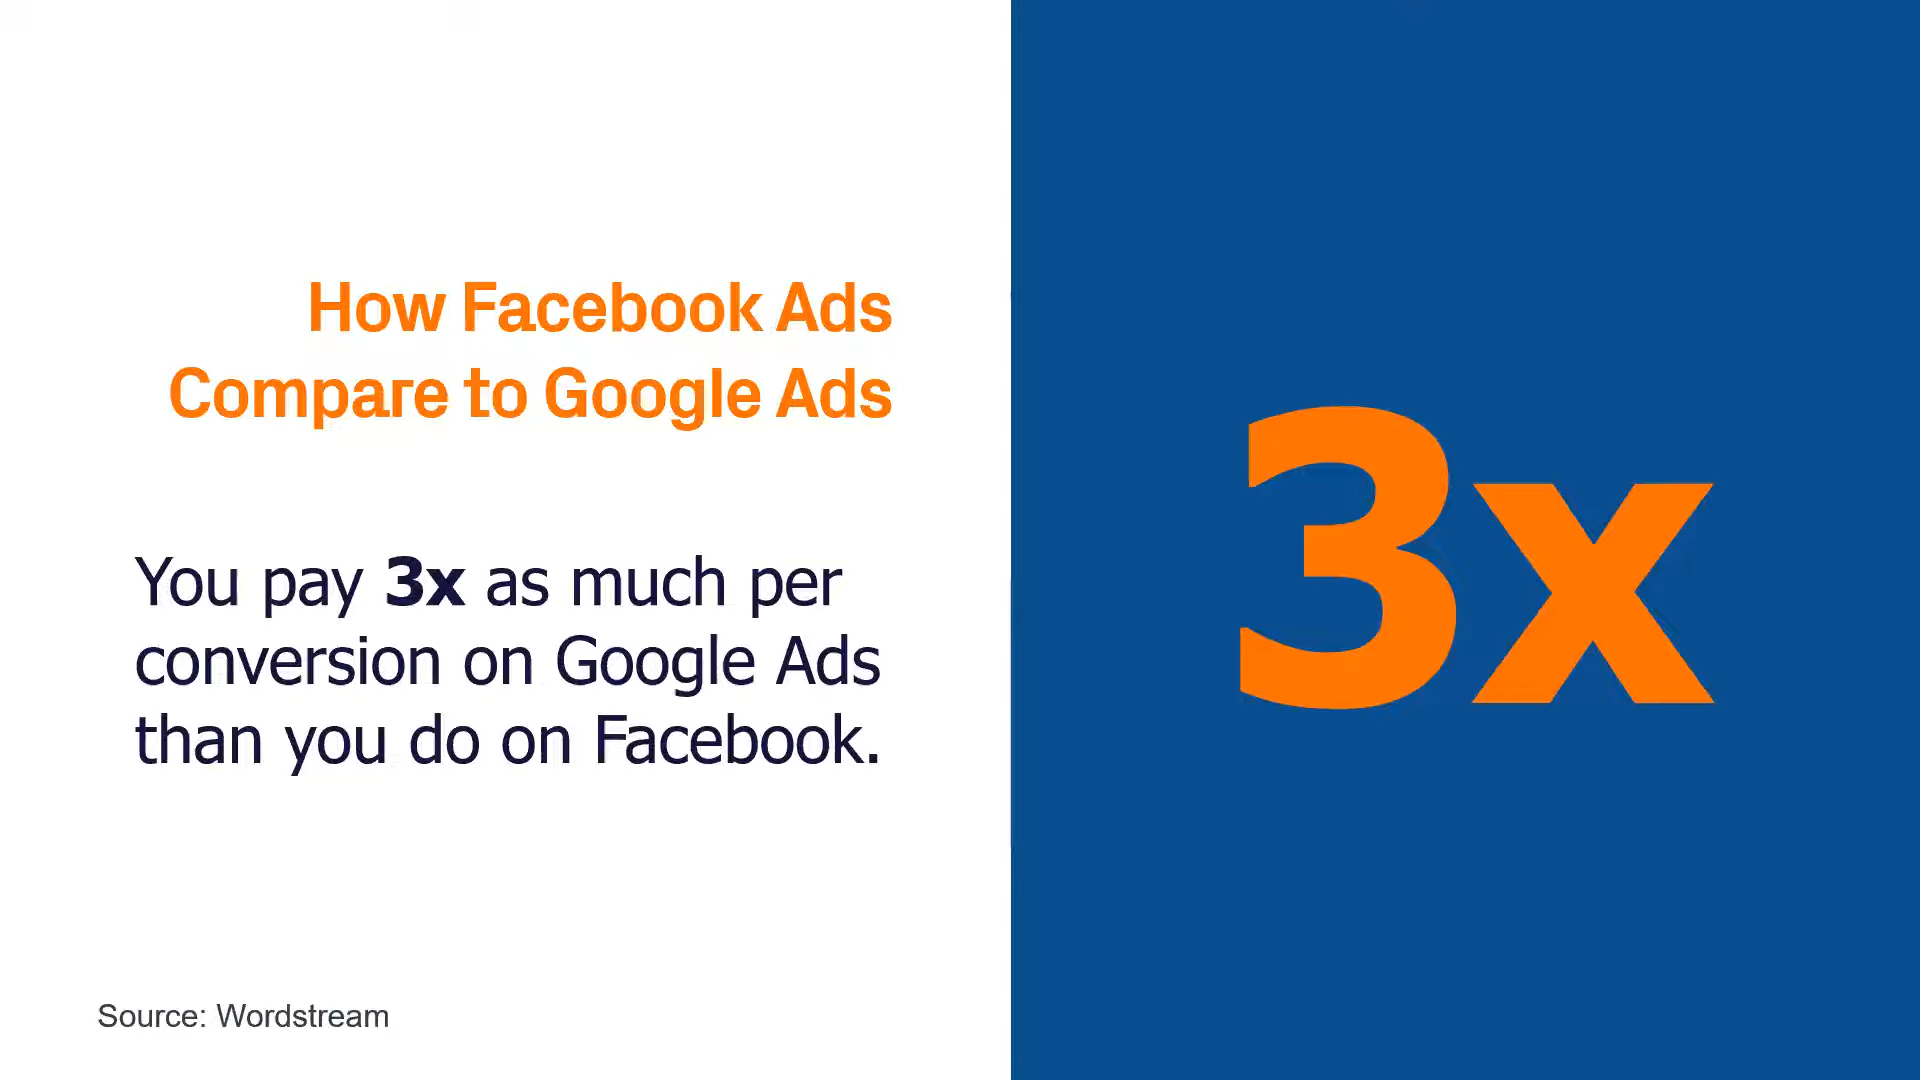 How Facebook Ads
Compare to Google Ads
You pay 3x as much per
conversion on Google Ads
than you do on Facebook.
3x
Source: Wordstream